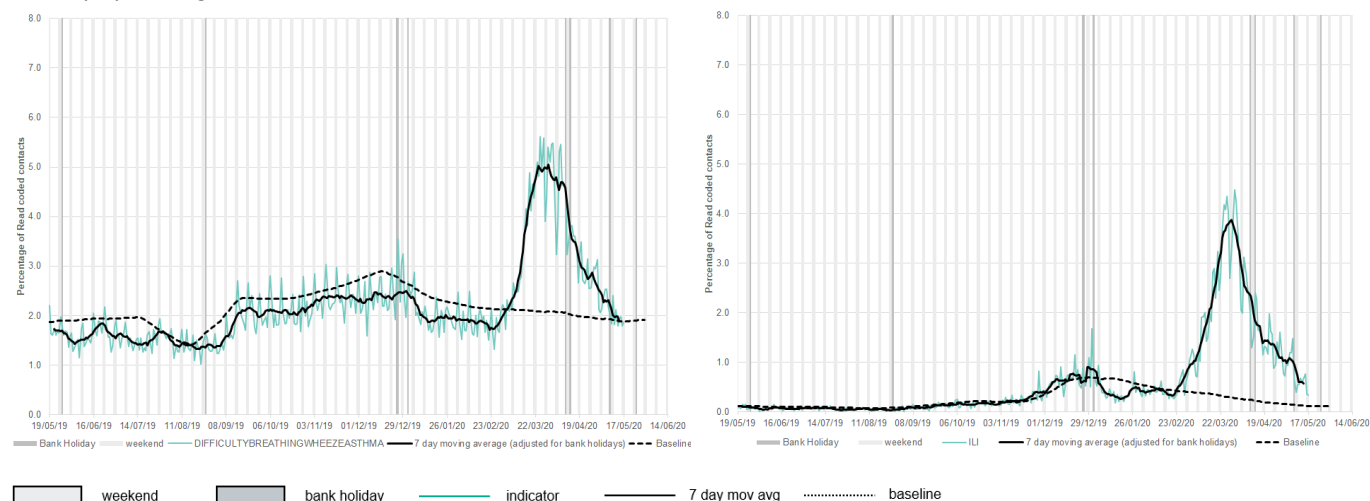 8.0
7.0
6.0
5.0
4.0
3.0
2.0
1.0
0.0
Percentage of Read coded contacts
19/05/19 16/06/19 14/07/19 11/08/19 08/09/19 06/10/19 03/11/19 01/12/19 29/12/19 26/01/20 23/02/20 22/03/20 19/04/20 17/05/20 14/06/20
Bank Holiday weekend DIFFICULTYBREATHINGWHEEZEASTHMA 7 day moving average (adjusted for bank holidays) Baseline
8.0
7.0
6.0
5.0
4.0
3.0
2.0
1.0
0.0
Percentage of Read coded contacts
19/05/19 16/06/19 14/07/19 11/08/19 08/09/19 06/10/19 03/11/19 01/12/19 29/12/19 26/01/20 23/02/20 22/03/20 19/04/20 17/05/20 14/06/20
Bank Holiday weekend ILI 7 day moving average (adjusted for bank holidays) Baseline
weekend bank holiday indicator 7 day mov avg baseline